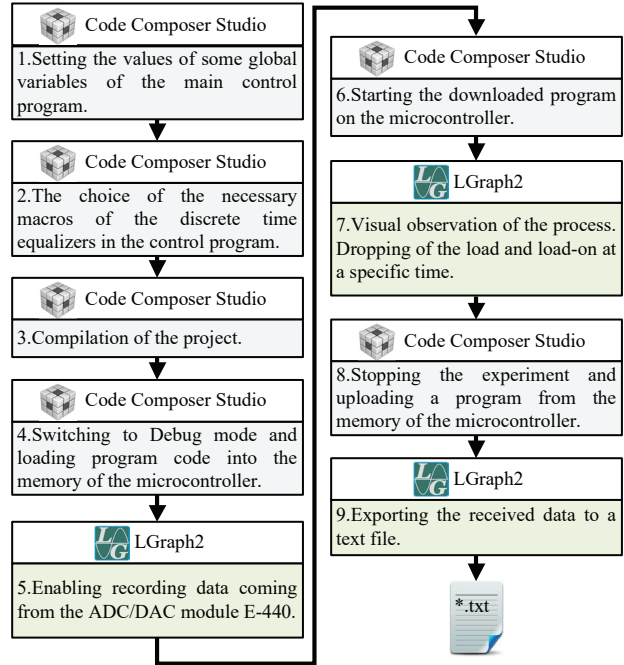 Code Composer Studio
1.Setting the values of some global
variables of the main control
program.
Code Composer Studio
2.The choice of the necessary
macros of the discrete time
equalizers in the control program.
Code Composer Studio
3.Compilation of the project.
Code Composer Studio
4.Switching to Debug mode and
loading program code into the
memory of the microcontroller.
LG LGraph2
5.Enabling recording data coming
from the ADC/DAC module E-440.
Code Composer Studio
6.Starting the downloaded program
on the microcontroller.
LG LGraph2
7.Visual observation of the process.
Dropping of the load and load-on at
a specific time.
Code Composer Studio
8.Stopping the experiment and
uploading a program from the
memory of the microcontroller.
LG LGraph2
9.Exporting the received data to a
text file.
*.txt